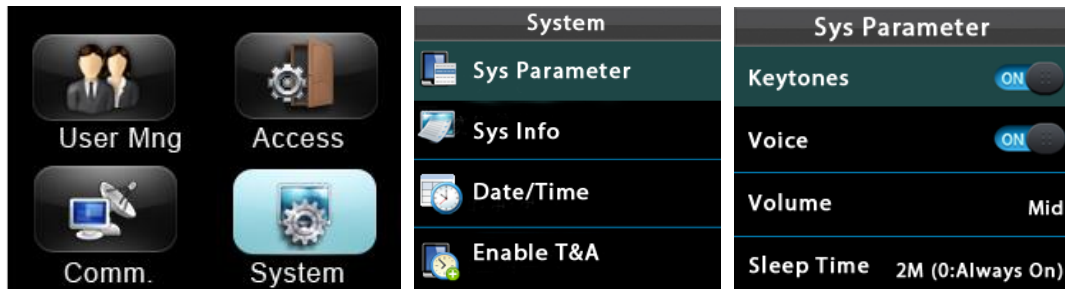 User Mng
Access
Comm.
System
System
Sys Parameter
Sys Info
Date/Time
Enable T&A
Sys Parameter
Keytones ON
Voice ON
Volume Mid
Sleep Time 2M (0:Always On)